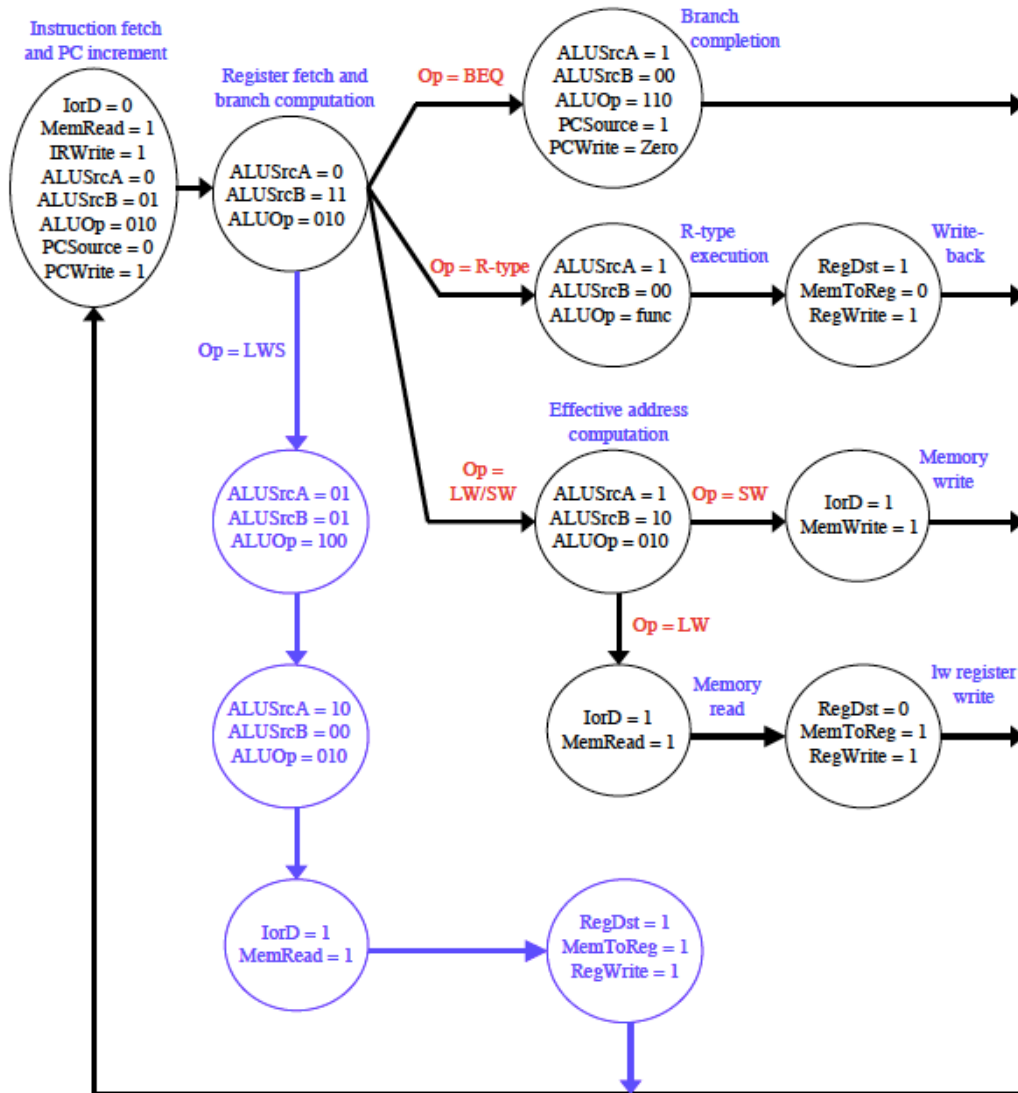 Instruction fetch
and PC increment
IorD = 0
MemRead = 1
IRWrite = 1
ALUSrcA = 0
ALUSrcB = 01
ALUOp = 010
PCSource = 0
PCWrite = 1
Register fetch and
branch computation
ALUSrcA = 0
ALUSrcB = 11
ALUOp = 010
Op = BEQ
Branch
completion
ALUSrcA = 1
ALUSrcB = 00
ALUOp = 110
PCSource = 1
PCWrite = Zero
Op = R-type
R-type
execution
ALUSrcA = 1
ALUSrcB = 00
ALUOp = func
Write-
back
RegDst = 1
MemToReg = 0
RegWrite = 1
Op = LWS
Op =
LW/SW
Effective address
computation
ALUSrcA = 1
ALUSrcB = 10
ALUOp = 010
Op = SW
Memory
write
IorD = 1
MemWrite = 1
Op = LW
IorD = 1
MemRead = 1
Memory
read
lw register
write
RegDst = 0
MemToReg = 1
RegWrite = 1
ALUSrcA = 01
ALUSrcB = 01
ALUOp = 100
ALUSrcA = 10
ALUSrcB = 00
ALUOp = 010
IorD = 1
MemRead = 1
RegDst = 1
MemToReg = 1
RegWrite = 1